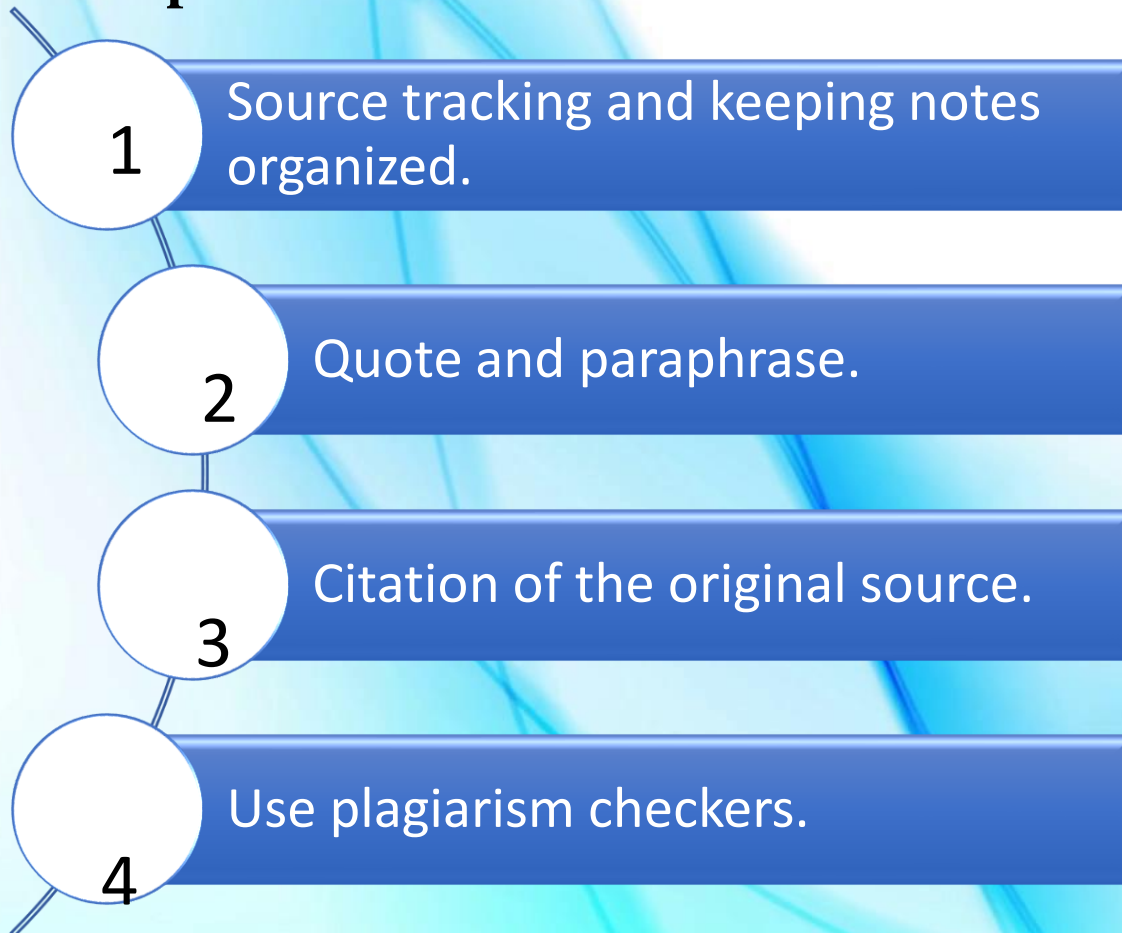 1
Source tracking and keeping notes
organized.
2
Quote and paraphrase.
3
Citation of the original source.
4
Use plagiarism checkers.